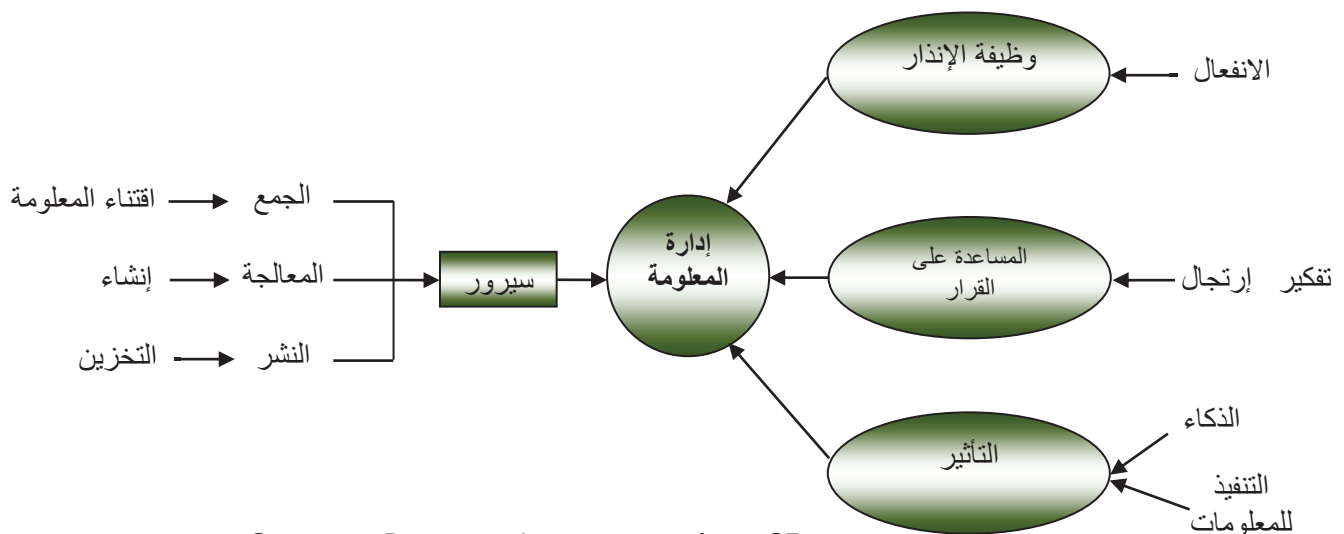 وظيفة الإنذار
الانفعال
اقتناء المعلومة
الجمع
إدارة
المعلومة
المساعدة على
القرار
تفكير إرتجال
إنشاء
المعالجة
سيرور
التخزين
النشر
التأثير
الذكاء
التنفيذ
للمعلومات